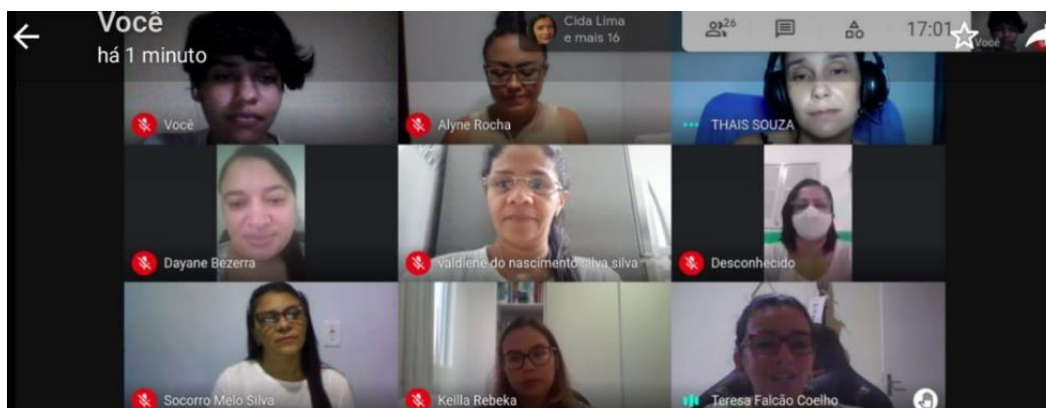 Você
há 1 minuto
Cida Lima
e mais 16
26
17:01
Você
Você
Alyne Rocha
THAIS SOUZA
Dayane Bezerra
valdiene do nascimento silva silva
Desconhecido
Socorro Melo Silva
Keilla Rebeka
Teresa Falcão Coelho